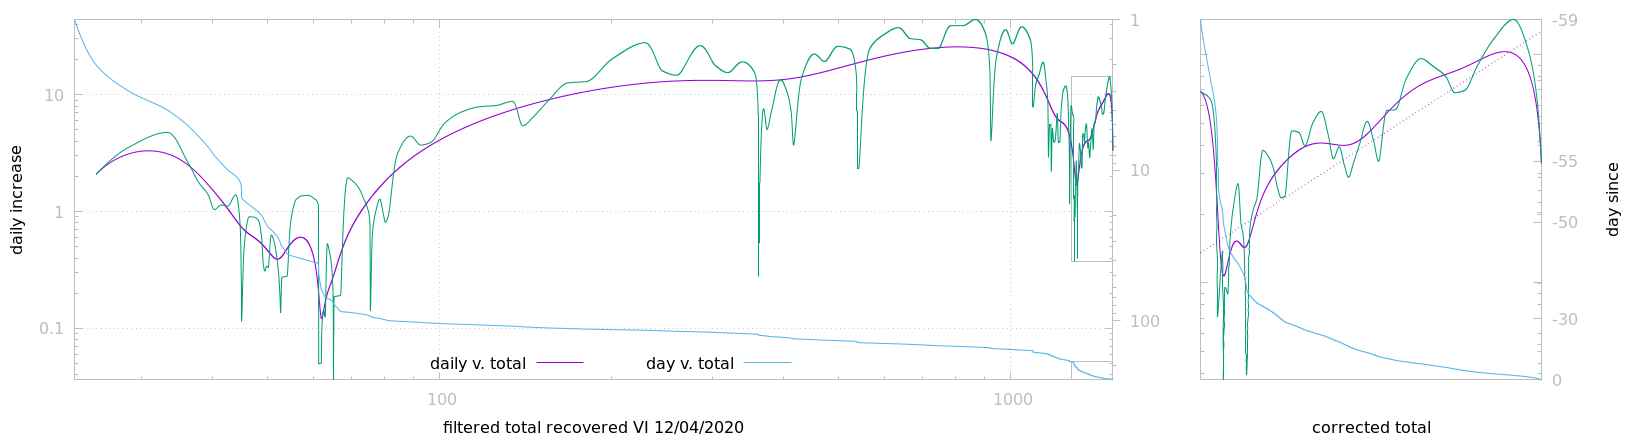 1
-59
10
10
-55
daily increase
1
-50
day since
0.1
100
-30
daily v. total
day v. total
0
100
1000
filtered total recovered VI 12/04/2020
corrected total